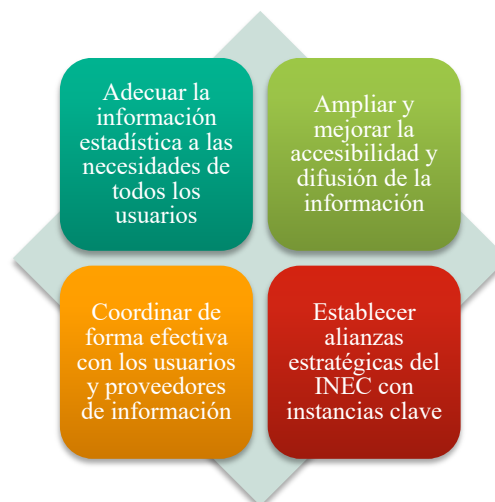 Adecuar la
información
estadística a las
necesidades de
todos los
usuarios
Ampliar y
mejorar la
accesibilidad y
difusión de la
información
Coordinar de
forma efectiva
con los usuarios
y proveedores
de información
Establecer
alianzas
estratégicas del
INEC con
instancias clave